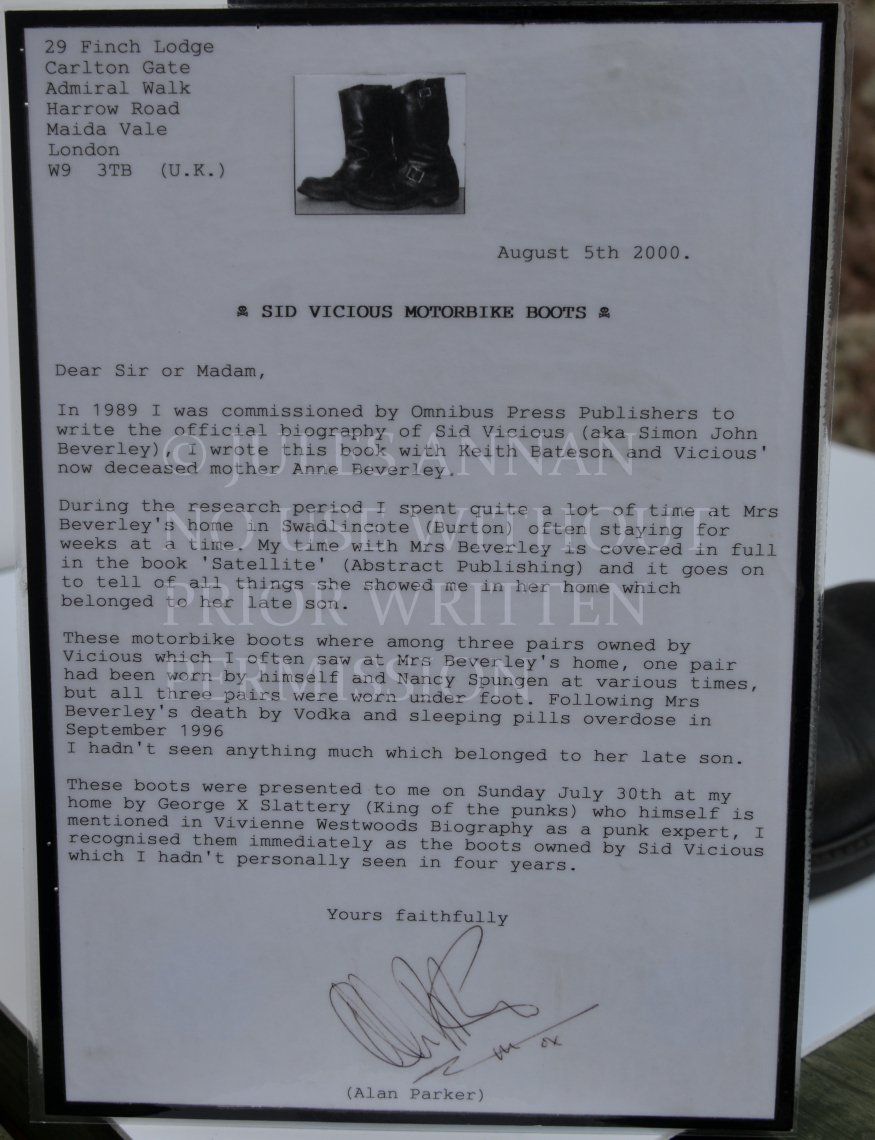 29 Finch Lodge
Carlton Gate
Admiral Walk
Harrow Road
Maida Vale
London
W9 3TB (U.K.)
August 5th 2000.
☠ SID VICIOUS MOTORBIKE BOOTS ☠
Dear Sir or Madam,
In 1989 I was commissioned by Omnibus Press Publishers to
write the official biography of Sid Vicious (aka Simon John
Beverley), I wrote this book with Keith Bateson and Vicious'
now deceased mother Anne Beverley.
During the research period I spent quite a lot of time at Mrs
Beverley's home in Swadlincote (Burton) often staying for
weeks at a time. My time with Mrs Beverley is covered in full
in the book 'Satellite' (Abstract Publishing) and it goes on
to tell of all things she showed me in her home which
belonged to her late son.
These motorbike boots where among three pairs owned by
Vicious which I often saw at Mrs Beverley's home, one pair
had been worn by himself and Nancy Spungen at various times,
but all three pairs were worn under foot. Following Mrs
Beverley's death by Vodka and sleeping pills overdose in
September 1996
I hadn't seen anything much which belonged to her late son.
These boots were presented to me on Sunday July 30th at my
home by George X Slattery (King of the punks) who himself is
mentioned in Vivienne Westwoods Biography as a punk expert, I
recognised them immediately as the boots owned by Sid Vicious
which I hadn't personally seen in four years.
Yours faithfully
(Alan Parker)
© JULES ANNAN
NO USE WITHOUT
PRIOR WRITTEN
PERMISSION